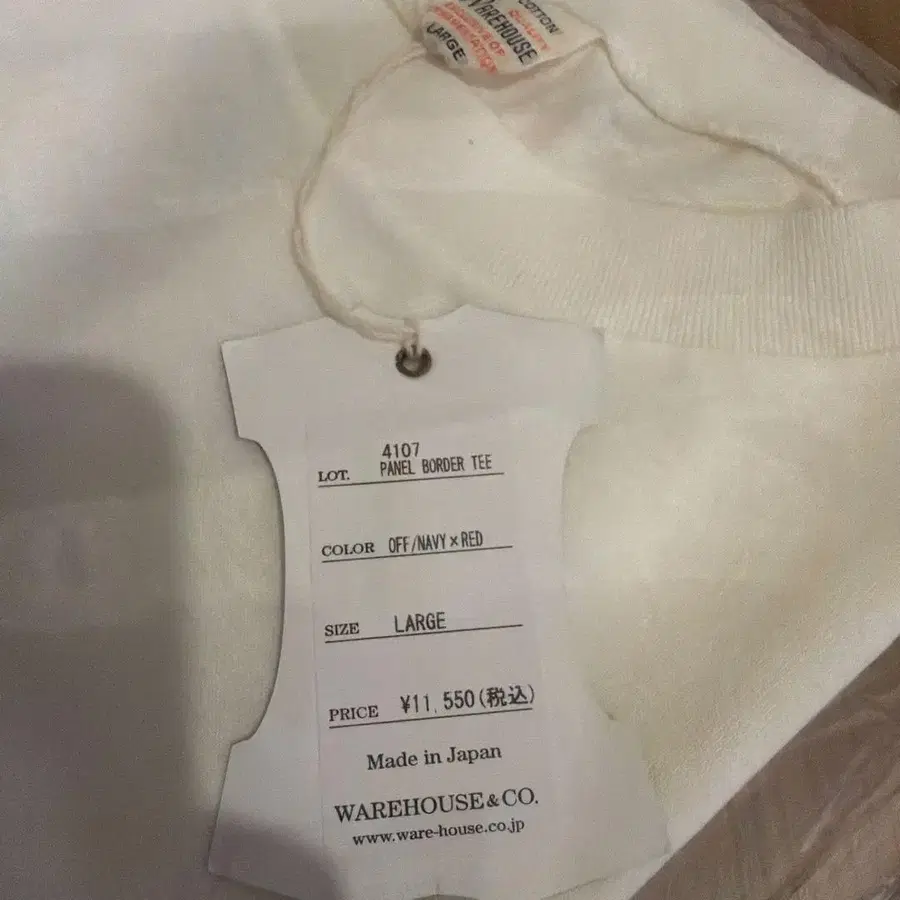 COTTON
WAREHOUSE
QUALITY
LARGE
4107
LOT. PANEL BORDER TEE
COLOR OFF/NAVY×RED
SIZE LARGE
PRICE ¥11,550(税込)
Made in Japan
WAREHOUSE&CO.
www.ware-house.co.jp